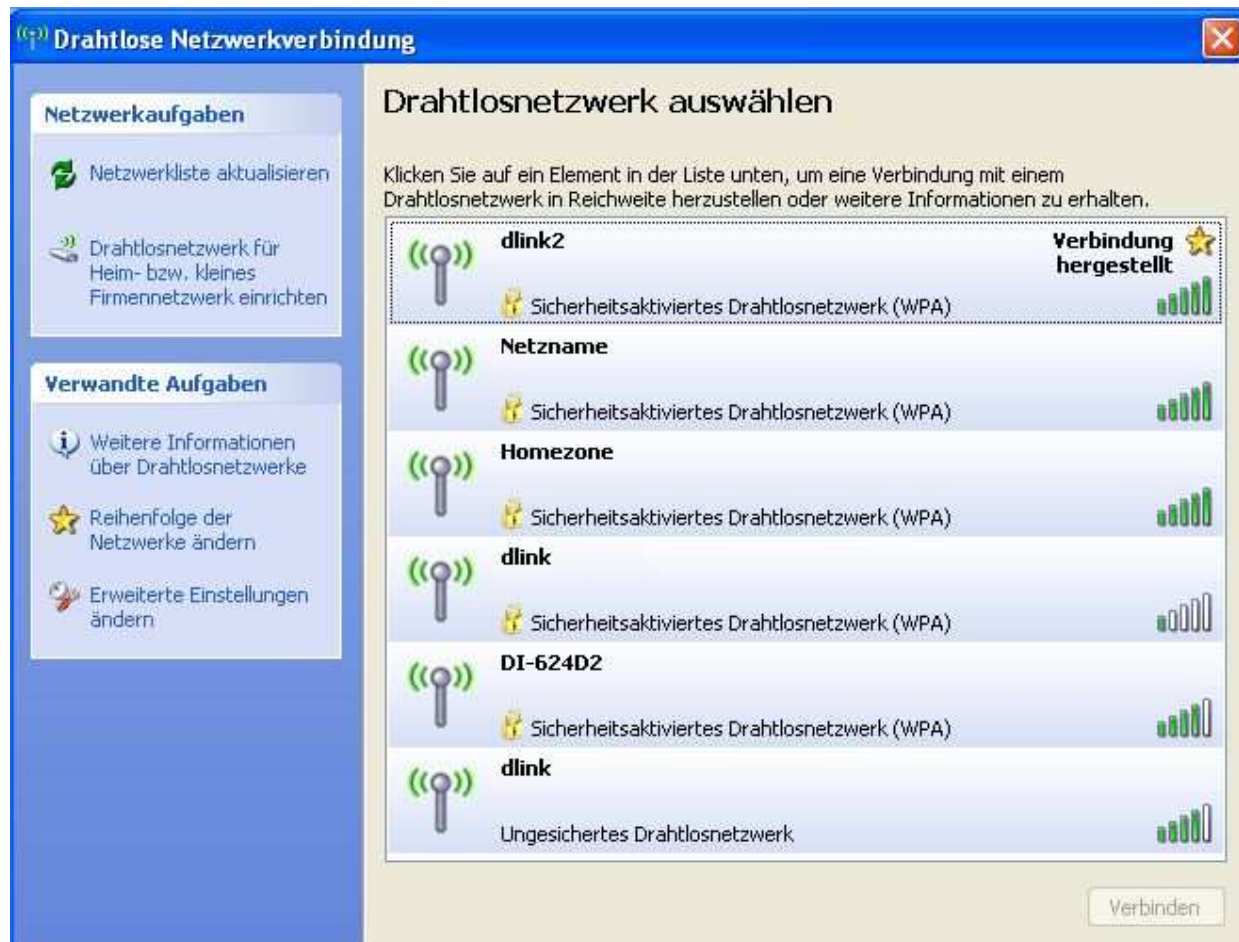 Drahtlose Netzwerkverbindung
Netzwerkaufgaben
Netzwerkliste aktualisieren
Drahtlosnetzwerk für
Heim- bzw. kleines
Firmennetzwerk einrichten
Verwandte Aufgaben
Weitere Informationen
über Drahtlosnetzwerke
Reihenfolge der
Netzwerke ändern
Erweiterte Einstellungen
ändern
Drahtlosnetzwerk auswählen
Klicken Sie auf ein Element in der Liste unten, um eine Verbindung mit einem
Drahtlosnetzwerk in Reichweite herzustellen oder weitere Informationen zu erhalten.
dlink2
Verbindung
hergestellt
Sicherheitsaktiviertes Drahtlosnetzwerk (WPA)
Netzname
Sicherheitsaktiviertes Drahtlosnetzwerk (WPA)
Homezone
Sicherheitsaktiviertes Drahtlosnetzwerk (WPA)
dlink
Sicherheitsaktiviertes Drahtlosnetzwerk (WPA)
DI-624D2
Sicherheitsaktiviertes Drahtlosnetzwerk (WPA)
dlink
Ungesichertes Drahtlosnetzwerk
Verbinden